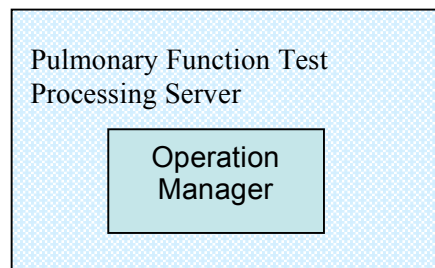 Pulmonary Function Test
Processing Server
Operation
Manager